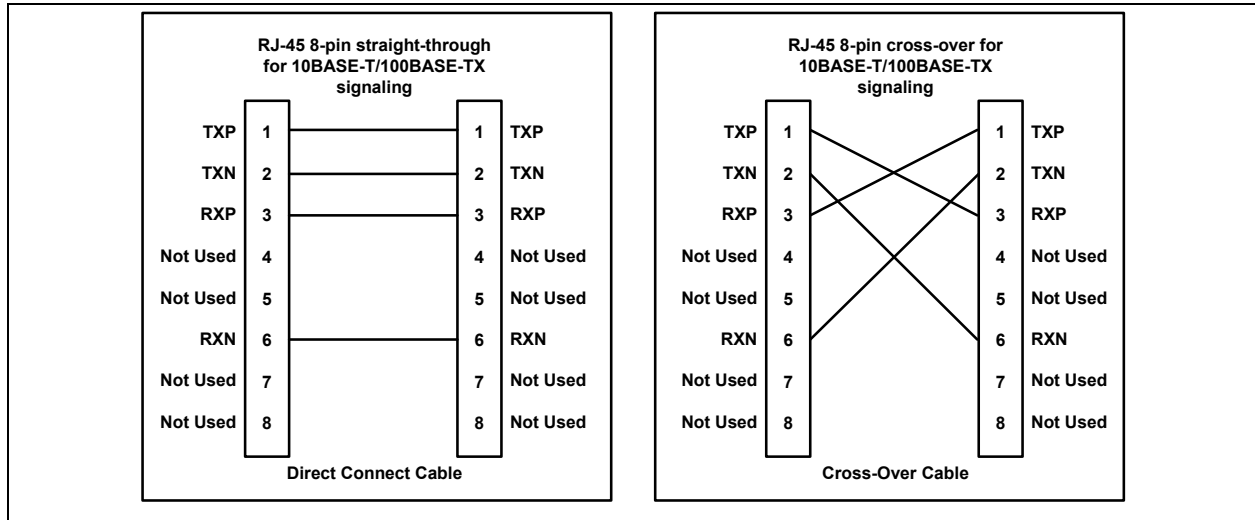 RJ-45 8-pin straight-through
for 10BASE-T/100BASE-TX
signaling
TXP 1 1 TXP
TXN 2 2 TXN
RXP 3 3 RXP
Not Used 4 4 Not Used
Not Used 5 5 Not Used
RXN 6 6 RXN
Not Used 7 7 Not Used
Not Used 8 8 Not Used
Direct Connect Cable
RJ-45 8-pin cross-over for
10BASE-T/100BASE-TX
signaling
TXP 1 1 TXP
TXN 2 2 TXN
RXP 3 3 RXP
Not Used 4 4 Not Used
Not Used 5 5 Not Used
RXN 6 6 RXN
Not Used 7 7 Not Used
Not Used 8 8 Not Used
Cross-Over Cable